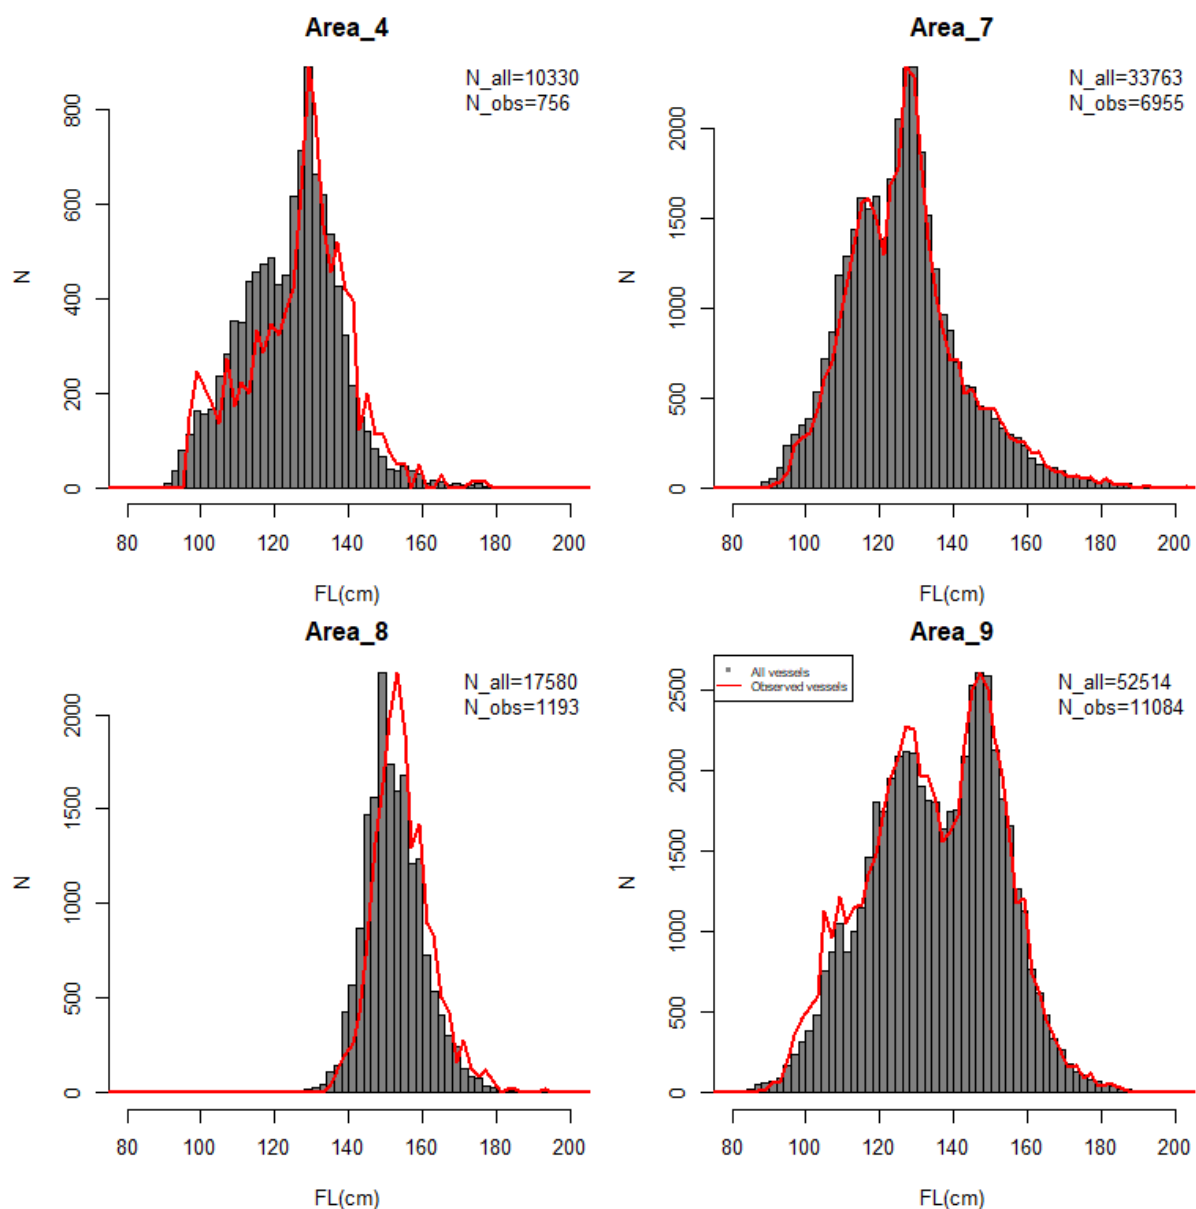 Area_4
N_all=10330
N_obs=756
N
0 200 400 600 800
80 100 120 140 160 180 200
FL(cm)
Area_7
N_all=33763
N_obs=6955
N
0 500 1000 1500 2000
80 100 120 140 160 180 200
FL(cm)
Area_8
N_all=17580
N_obs=1193
N
0 500 1000 1500 2000
80 100 120 140 160 180 200
FL(cm)
Area_9
All vessels
Observed vessels
N_all=52514
N_obs=11084
N
0 500 1000 1500 2000 2500
80 100 120 140 160 180 200
FL(cm)